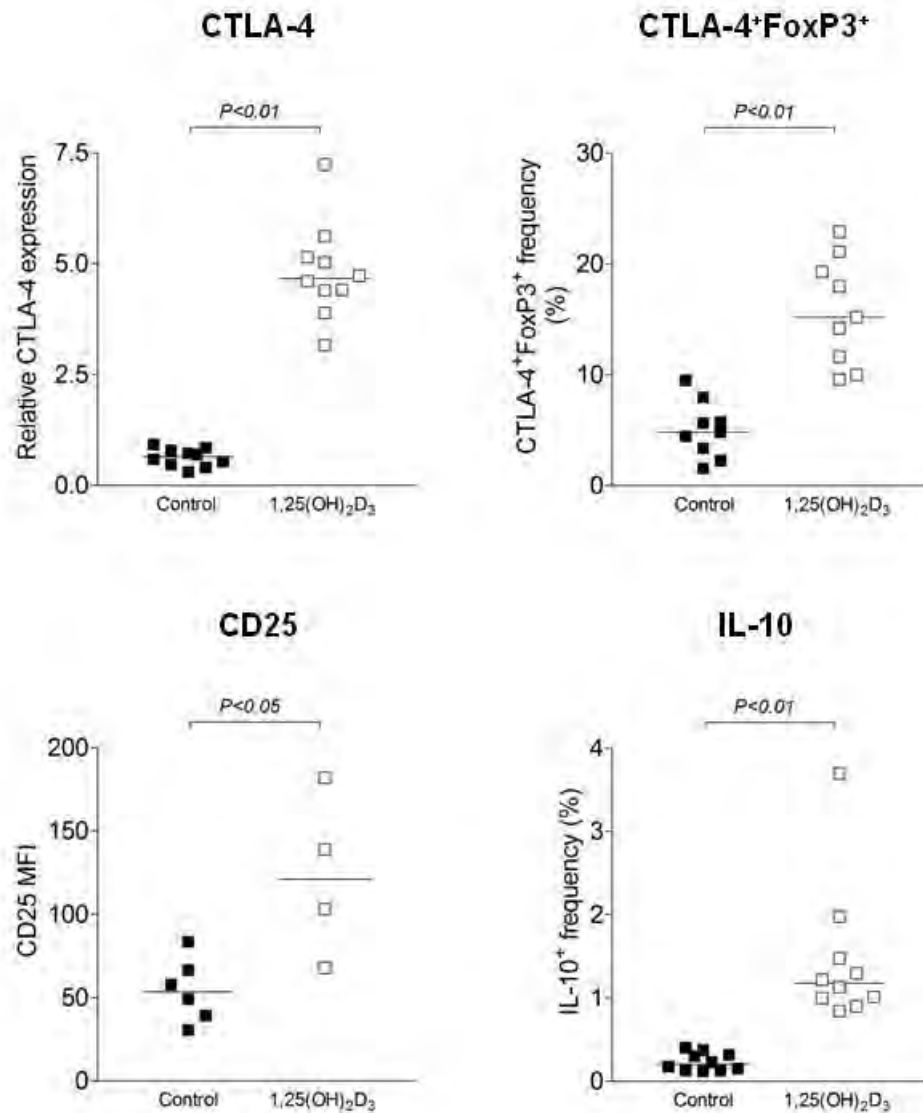 CTLA-4
P<0.01
Relative CTLA-4 expression
7.5
5.0
2.5
0.0
Control
1,25(OH)₂D₃
CTLA-4⁺FoxP3⁺
P<0.01
CTLA-4⁺FoxP3⁺ frequency
(%)
30
20
10
0
Control
1,25(OH)₂D₃
CD25
P<0.05
CD25 MFI
200
150
100
50
0
Control
1,25(OH)₂D₃
IL-10
P<0.01
IL-10⁺ frequency (%)
4
3
2
1
0
Control
1,25(OH)₂D₃